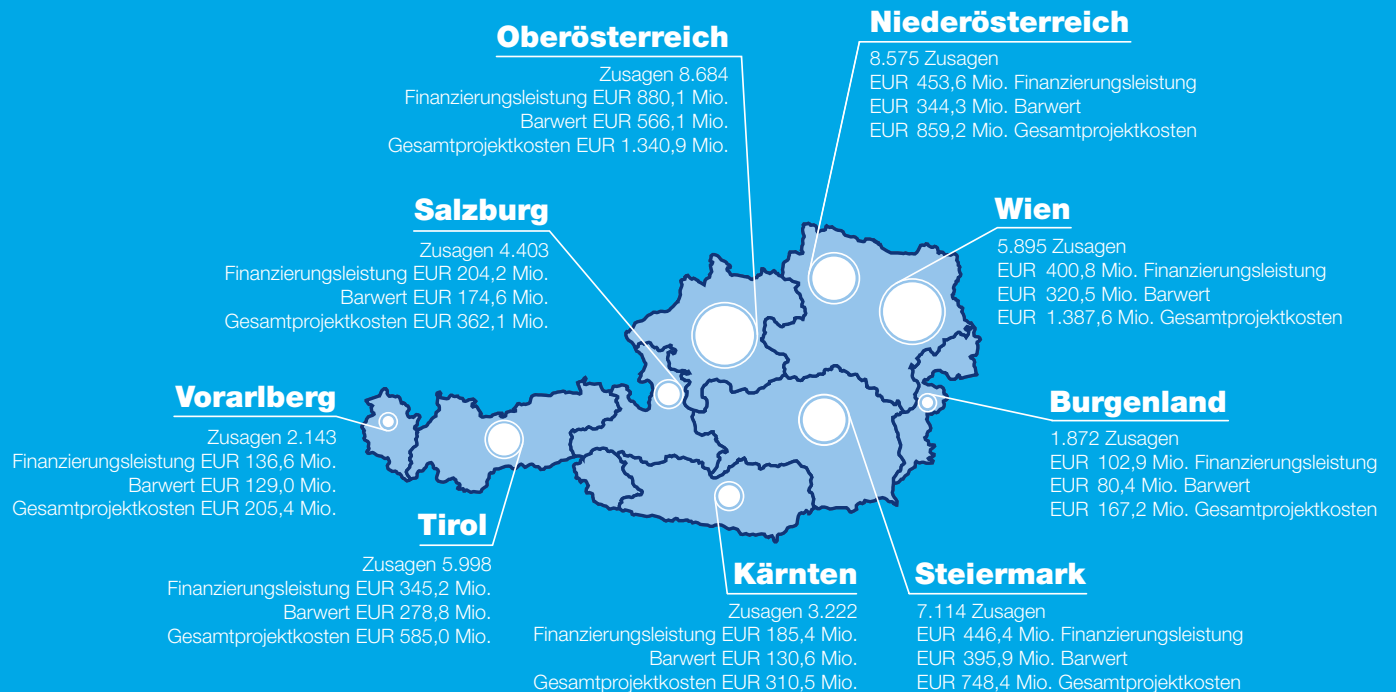 Oberösterreich
Zusagen 8.684
Finanzierungsleistung EUR 880,1 Mio.
Barwert EUR 566,1 Mio.
Gesamtprojektkosten EUR 1.340,9 Mio.
Niederösterreich
8.575 Zusagen
EUR 453,6 Mio. Finanzierungsleistung
EUR 344,3 Mio. Barwert
EUR 859,2 Mio. Gesamtprojektkosten
Salzburg
Zusagen 4.403
Finanzierungsleistung EUR 204,2 Mio.
Barwert EUR 174,6 Mio.
Gesamtprojektkosten EUR 362,1 Mio.
Wien
5.895 Zusagen
EUR 400,8 Mio. Finanzierungsleistung
EUR 320,5 Mio. Barwert
EUR 1.387,6 Mio. Gesamtprojektkosten
Vorarlberg
Zusagen 2.143
Finanzierungsleistung EUR 136,6 Mio.
Barwert EUR 129,0 Mio.
Gesamtprojektkosten EUR 205,4 Mio.
Burgenland
1.872 Zusagen
EUR 102,9 Mio. Finanzierungsleistung
EUR 80,4 Mio. Barwert
EUR 167,2 Mio. Gesamtprojektkosten
Tirol
Zusagen 5.998
Finanzierungsleistung EUR 345,2 Mio.
Barwert EUR 278,8 Mio.
Gesamtprojektkosten EUR 585,0 Mio.
Kärnten
Zusagen 3.222
Finanzierungsleistung EUR 185,4 Mio.
Barwert EUR 130,6 Mio.
Gesamtprojektkosten EUR 310,5 Mio.
Steiermark
7.114 Zusagen
EUR 446,4 Mio. Finanzierungsleistung
EUR 395,9 Mio. Barwert
EUR 748,4 Mio. Gesamtprojektkosten